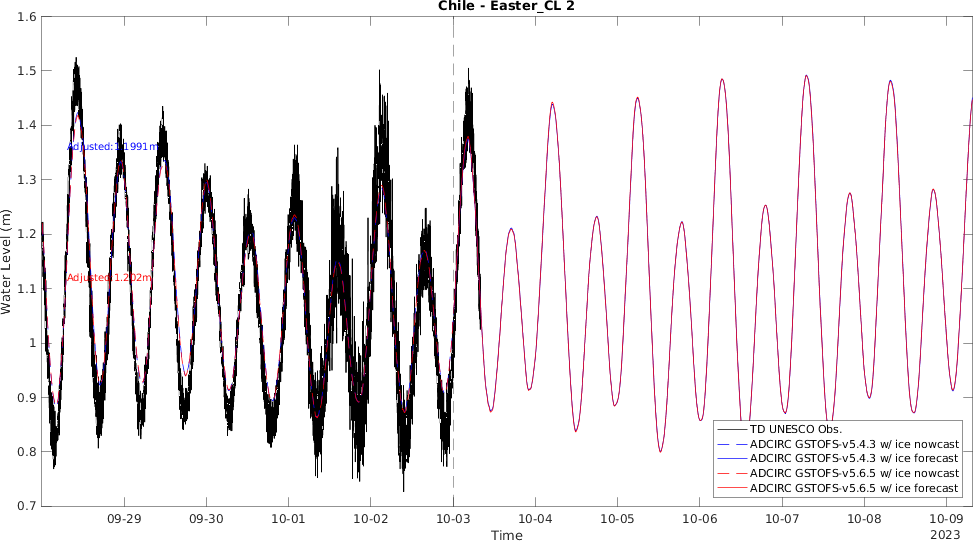 Chile - Easter_CL 2
1.6
1.5
1.4
1.3
1.2
1.1
1
0.9
0.8
0.7
Water Level (m)
Adjusted:1.1991m
Adjusted:1.202m
TD UNESCO Obs.
ADCIRC GSTOFS-v5.4.3 w/ ice nowcast
ADCIRC GSTOFS-v5.4.3 w/ ice forecast
ADCIRC GSTOFS-v5.6.5 w/ ice nowcast
ADCIRC GSTOFS-v5.6.5 w/ ice forecast
09-29 09-30 10-01 10-02 10-03 10-04 10-05 10-06 10-07 10-08 10-09
2023
Time